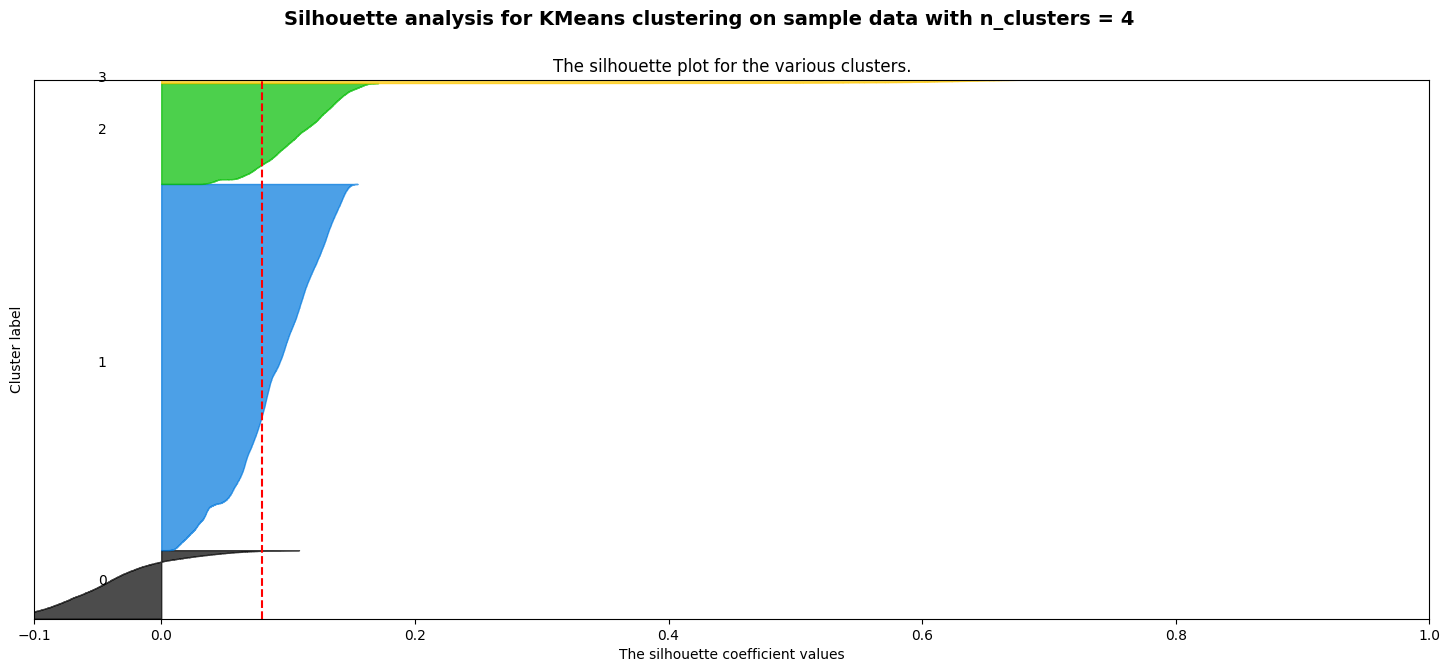 Silhouette analysis for KMeans clustering on sample data with n_clusters = 4
The silhouette plot for the various clusters.
3
2
1
0
Cluster label
−0.1 0.0 0.2 0.4 0.6 0.8 1.0
The silhouette coefficient values